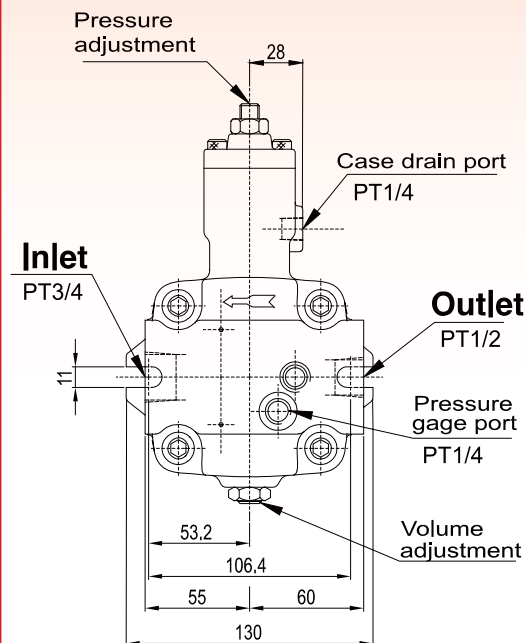 Pressure
adjustment
28
Case drain port
PT1/4
Inlet
PT3/4
Outlet
PT1/2
11
Pressure
gage port
PT1/4
Volume
adjustment
53,2
106,4
55
60
130